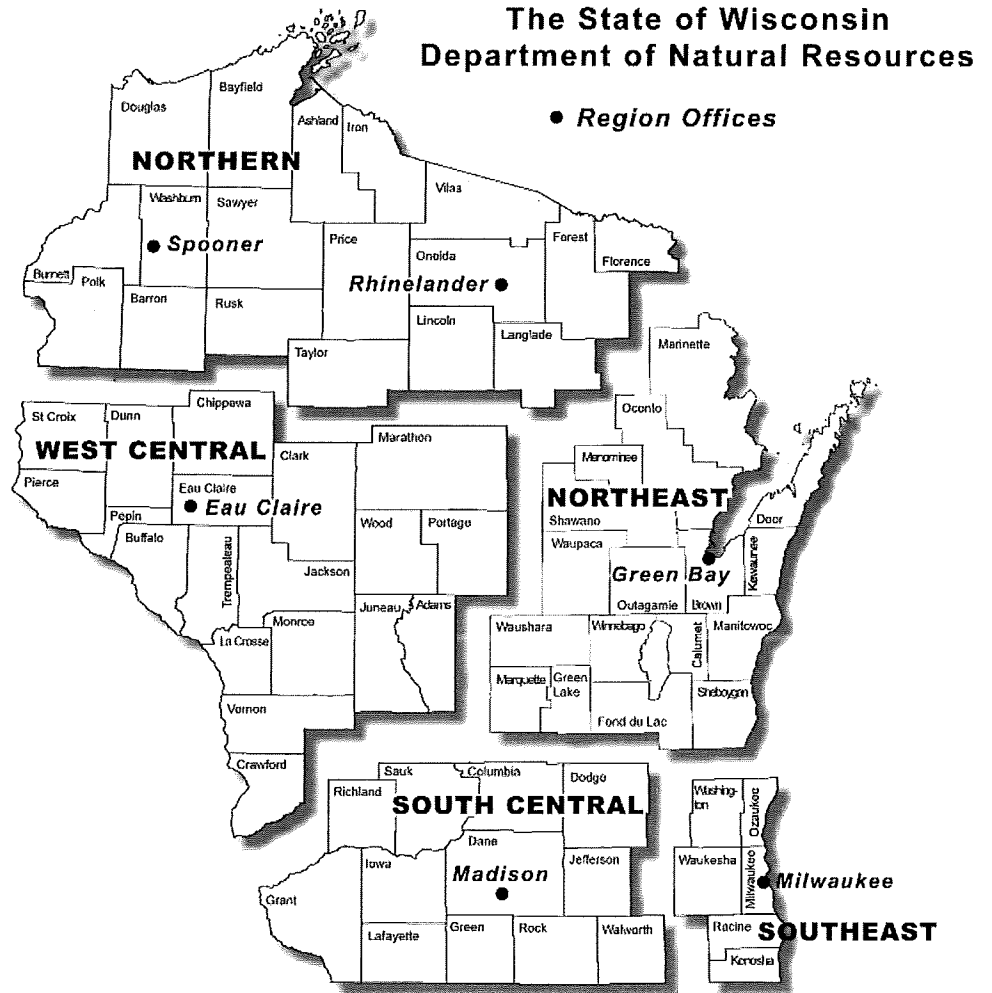 The State of Wisconsin
Department of Natural Resources
● Region Offices
Douglas
Bayfield
Ashland
Iron
NORTHERN
Vilas
Washburn
Sawyer
Spooner
Price
Oneida
Forest
Florence
Burnett
Polk
Barron
Rusk
Rhinelander
Lincoln
Langlade
Taylor
Marinette
Chippewa
St Croix
Dunn
Oconto
WEST CENTRAL
Clark
Marathon
Menominee
Pierce
Eau Claire
Eau Claire
NORTHEAST
Pepin
Buffalo
Trempealeau
Wood
Portage
Shawano
Door
Waupaca
Kewaunee
Green Bay
Jackson
Juneau
Adams
Outagamie
Brown
Monroe
La Crosse
Waushara
Winnebago
Calumet
Manitowoc
Marquette
Green
Lake
Sheboygan
Vernon
Fond du Lac
Crawford
Sauk
Columbia
Dodge
Richland
SOUTH CENTRAL
Washing-
ton
Ozaukee
Dane
Iowa
Jefferson
Waukesha
Milwaukee
Madison
Milwaukee
Grant
Lafayette
Green
Rock
Walworth
Racine
SOUTHEAST
Kenosha